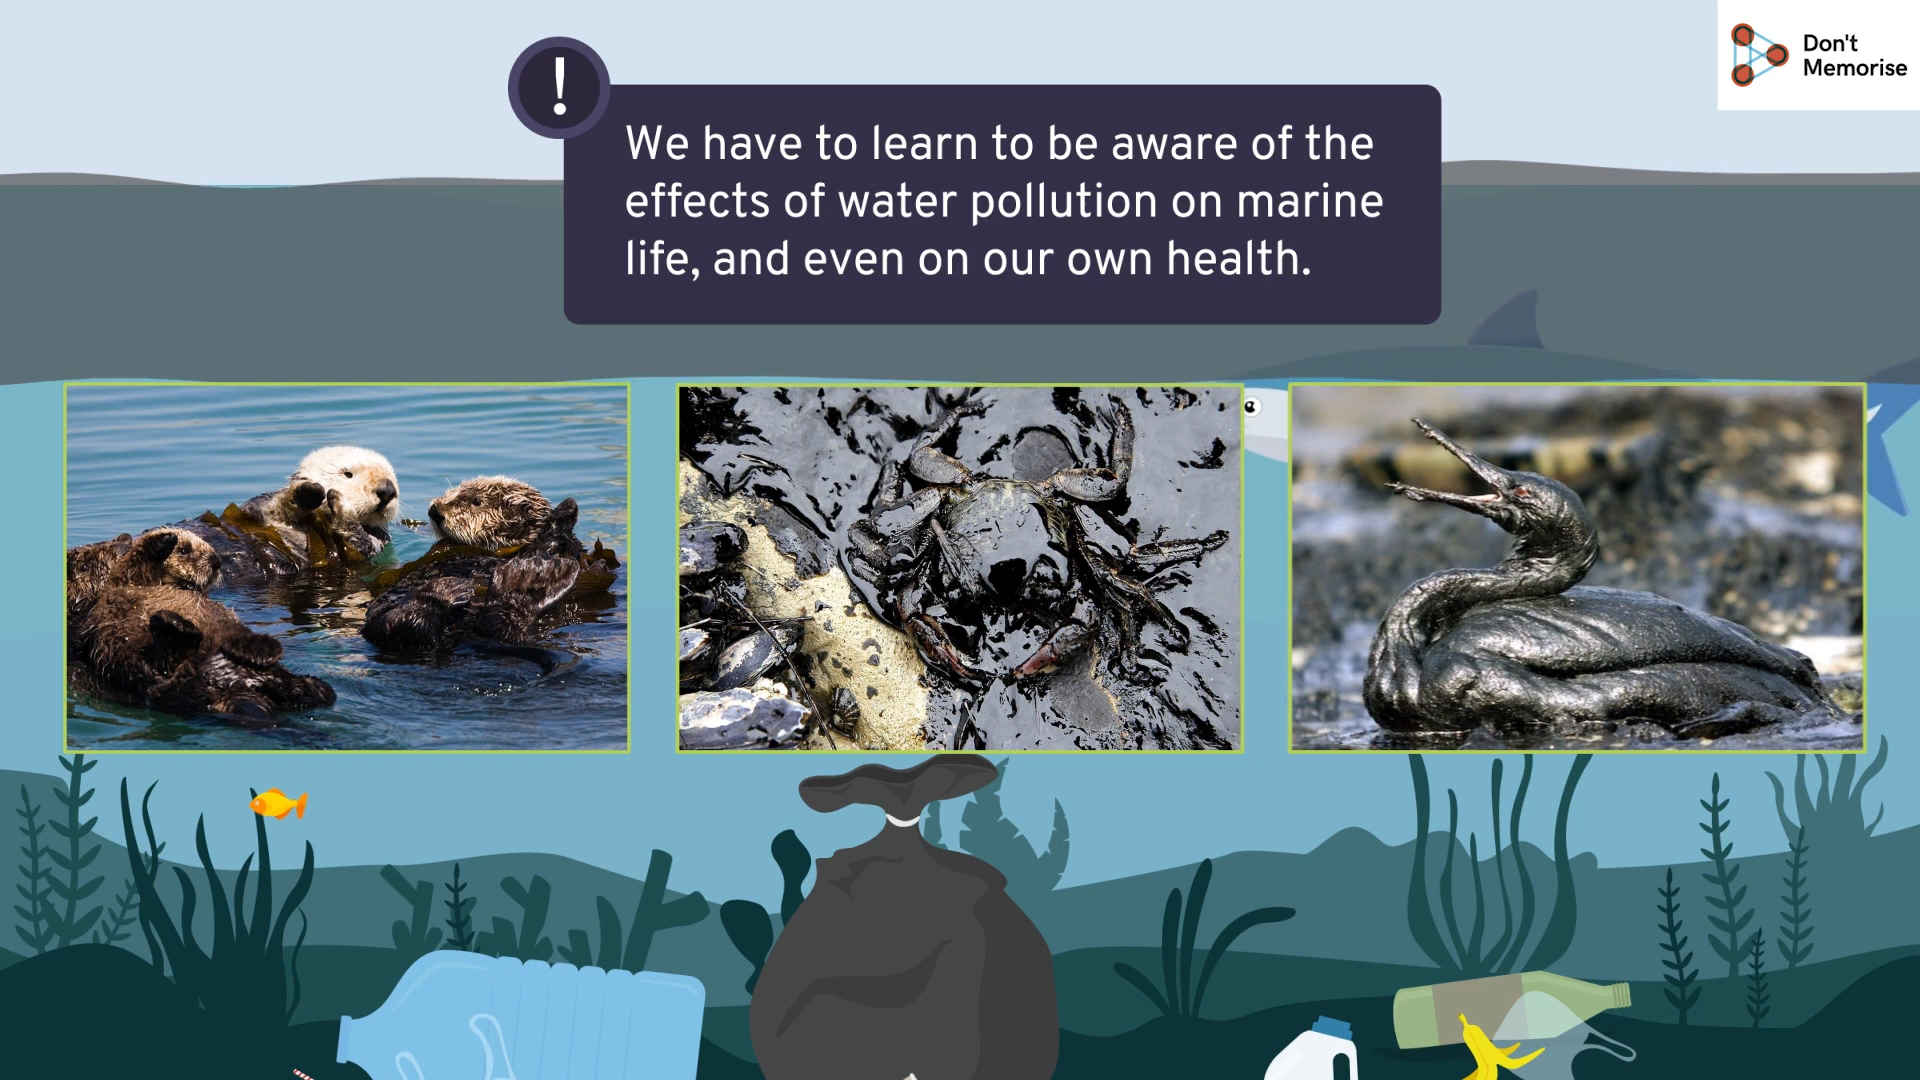 !
We have to learn to be aware of the
effects of water pollution on marine
life, and even on our own health.
Don't
Memorise